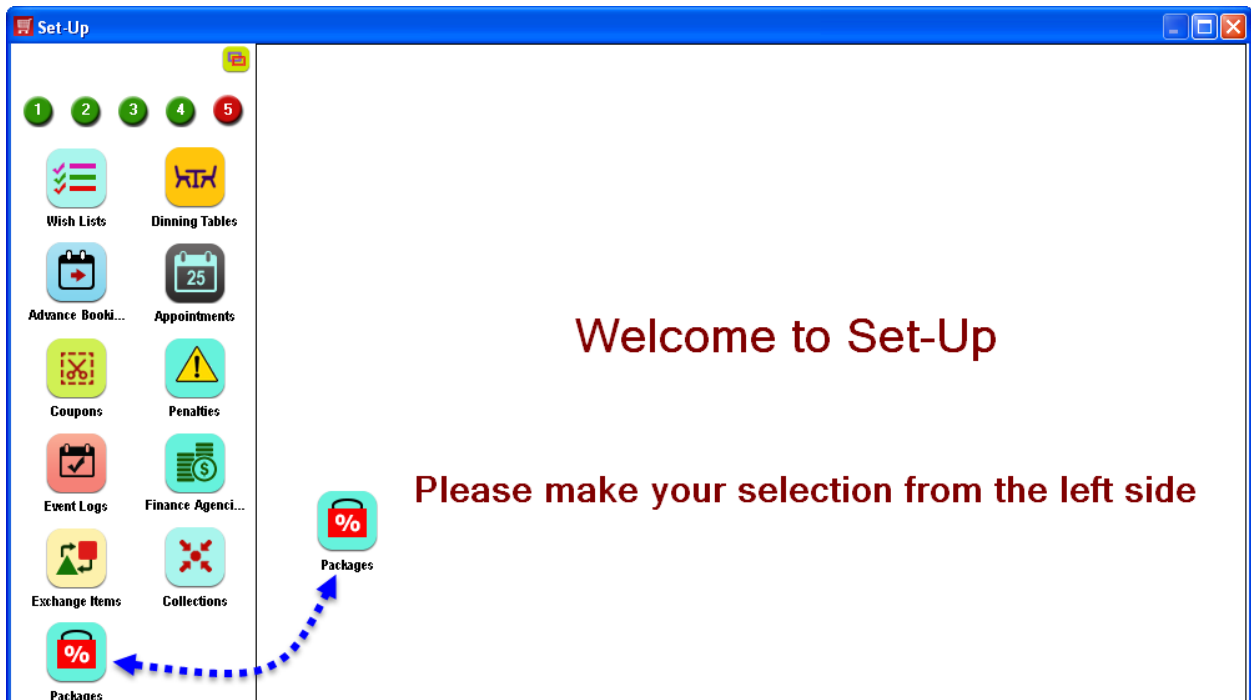 Set-Up
1 2 3 4 5
Wish Lists
Dinning Tables
Advance Booki...
25
Appointments
Coupons
Penalties
Event Logs
$
Finance Agenci...
Exchange Items
Collections
%
Packages
%
Packages
Welcome to Set-Up
Please make your selection from the left side